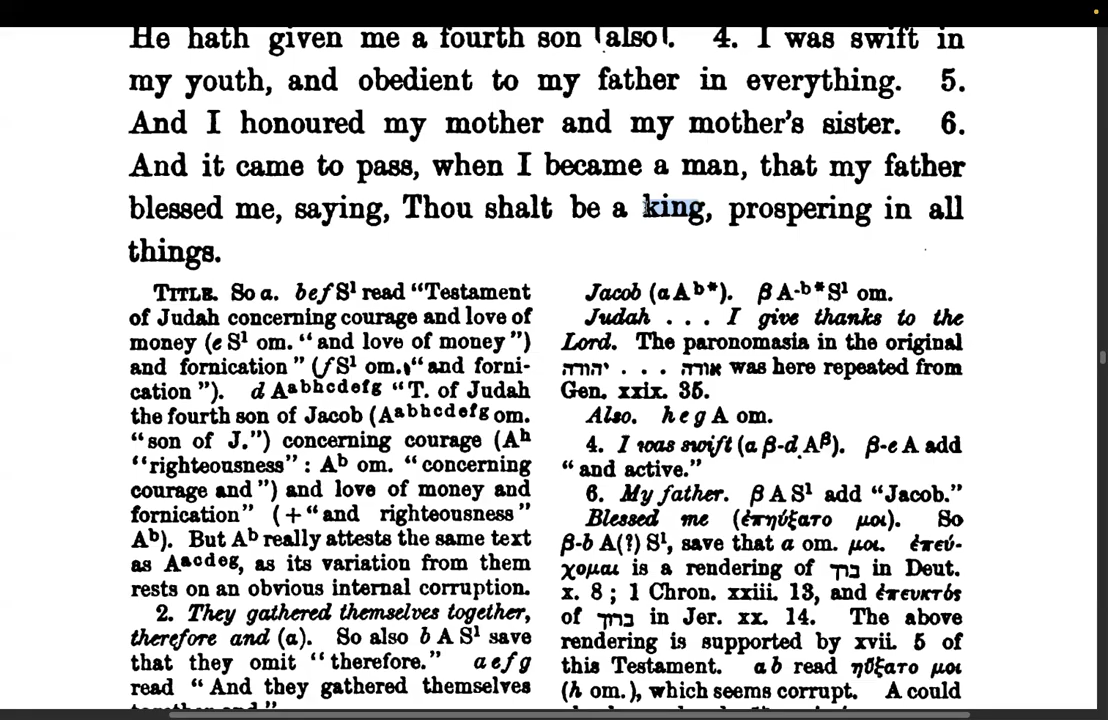 He hath given me a fourth son ⌈also⌉. 4. I was swift in
my youth, and obedient to my father in everything. 5.
And I honoured my mother and my mother's sister. 6.
And it came to pass, when I became a man, that my father
blessed me, saying, Thou shalt be a king, prospering in all
things.
TITLE. So a. befS¹ read “Testament
of Judah concerning courage and love of
money (e S¹ om. “and love of money”)
and fornication” (fS¹ om. “and forni-
cation”). d Aᵃᵇʰᶜᵈᵉᶠᵍ “T. of Judah
the fourth son of Jacob (Aᵃᵇʰᶜᵈᵉᶠᵍ om.
“son of J.”) concerning courage (Aʰ
“righteousness”: Aᵇ om. “concerning
courage and”) and love of money and
fornication” (+“and righteousness”
Aᵇ). But Aᵇ really attests the same text
as Aᵃᶜᵈᵉᵍ, as its variation from them
rests on an obvious internal corruption.
2. They gathered themselves together,
therefore and (a). So also b A S¹ save
that they omit “therefore.” a e f g
read “And they gathered themselves
Jacob (a Aᵇ*). β A-ᵇ* S¹ om.
Judah . . . I give thanks to the
Lord. The paronomasia in the original
יהודה . . . אודה was here repeated from
Gen. xxix. 35.
Also. h e g A om.
4. I was swift (a β-d Aᵝ). β-e A add
“and active.”
6. My father. β A S¹ add “Jacob.”
Blessed me (ἐπηύξατο μοι). So
β-b A(?) S¹, save that a om. μοι. ἐπεύ-
χομαι is a rendering of ברך in Deut.
x. 8; 1 Chron. xxiii. 13, and ἐπευκτός
of ברוך in Jer. xx. 14. The above
rendering is supported by xvii. 5 of
this Testament. a b read ηὔξατο μοι
(h om.), which seems corrupt. A could